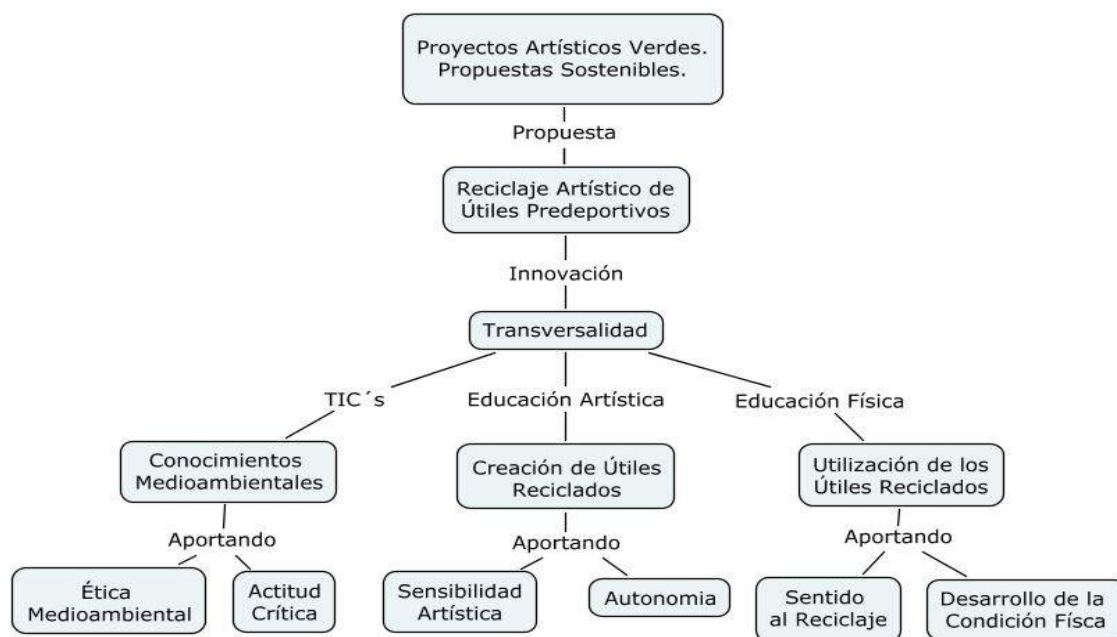 Proyectos Artísticos Verdes.
Propuestas Sostenibles.
Propuesta
Reciclaje Artístico de
Útiles Predeportivos
Innovación
Transversalidad
TIC´s
Educación Artística
Educación Física
Conocimientos
Medioambientales
Creación de Útiles
Reciclados
Utilización de los
Útiles Reciclados
Aportando
Aportando
Aportando
Ética
Medioambiental
Actitud
Crítica
Sensibilidad
Artística
Autonomia
Sentido
al Reciclaje
Desarrollo de la
Condición Físca